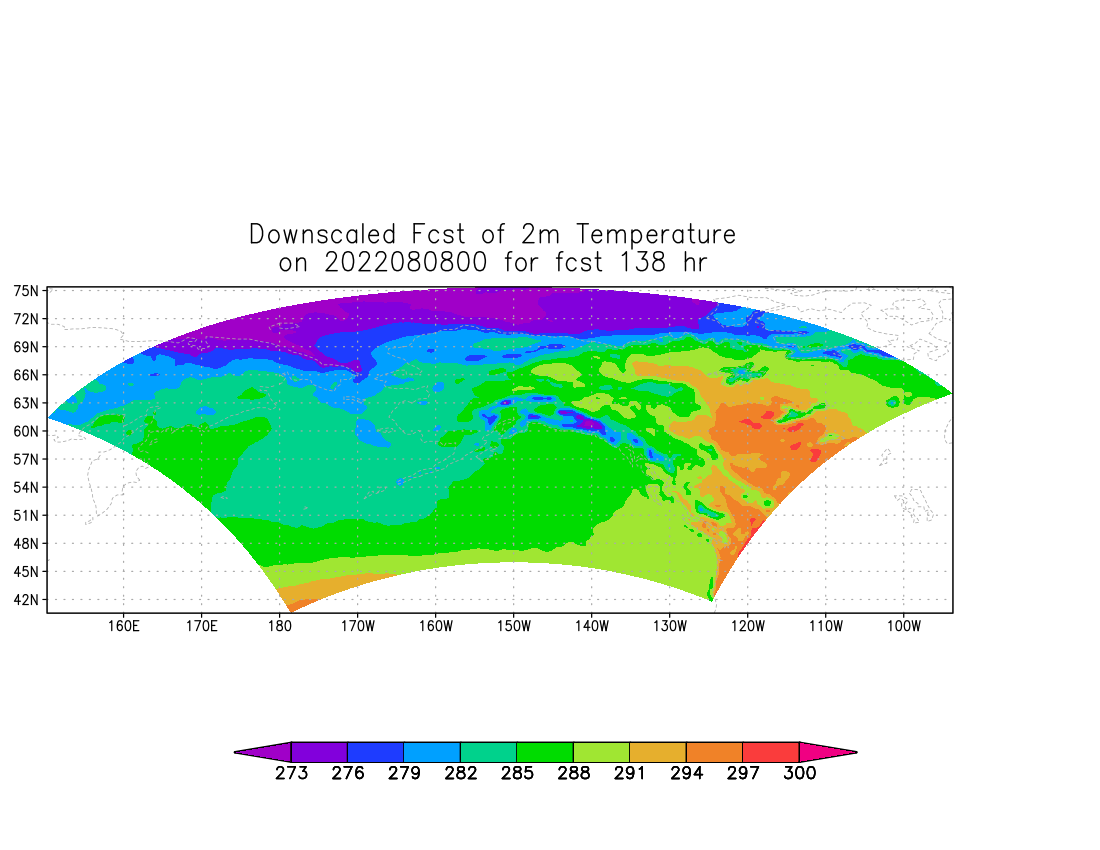 Downscaled Fcst of 2m Temperature
on 2022080800 for fcst 138 hr
75N
72N
69N
66N
63N
60N
57N
54N
51N
48N
45N
42N
160E 170E 180 170W 160W 150W 140W 130W 120W 110W 100W
273 276 279 282 285 288 291 294 297 300